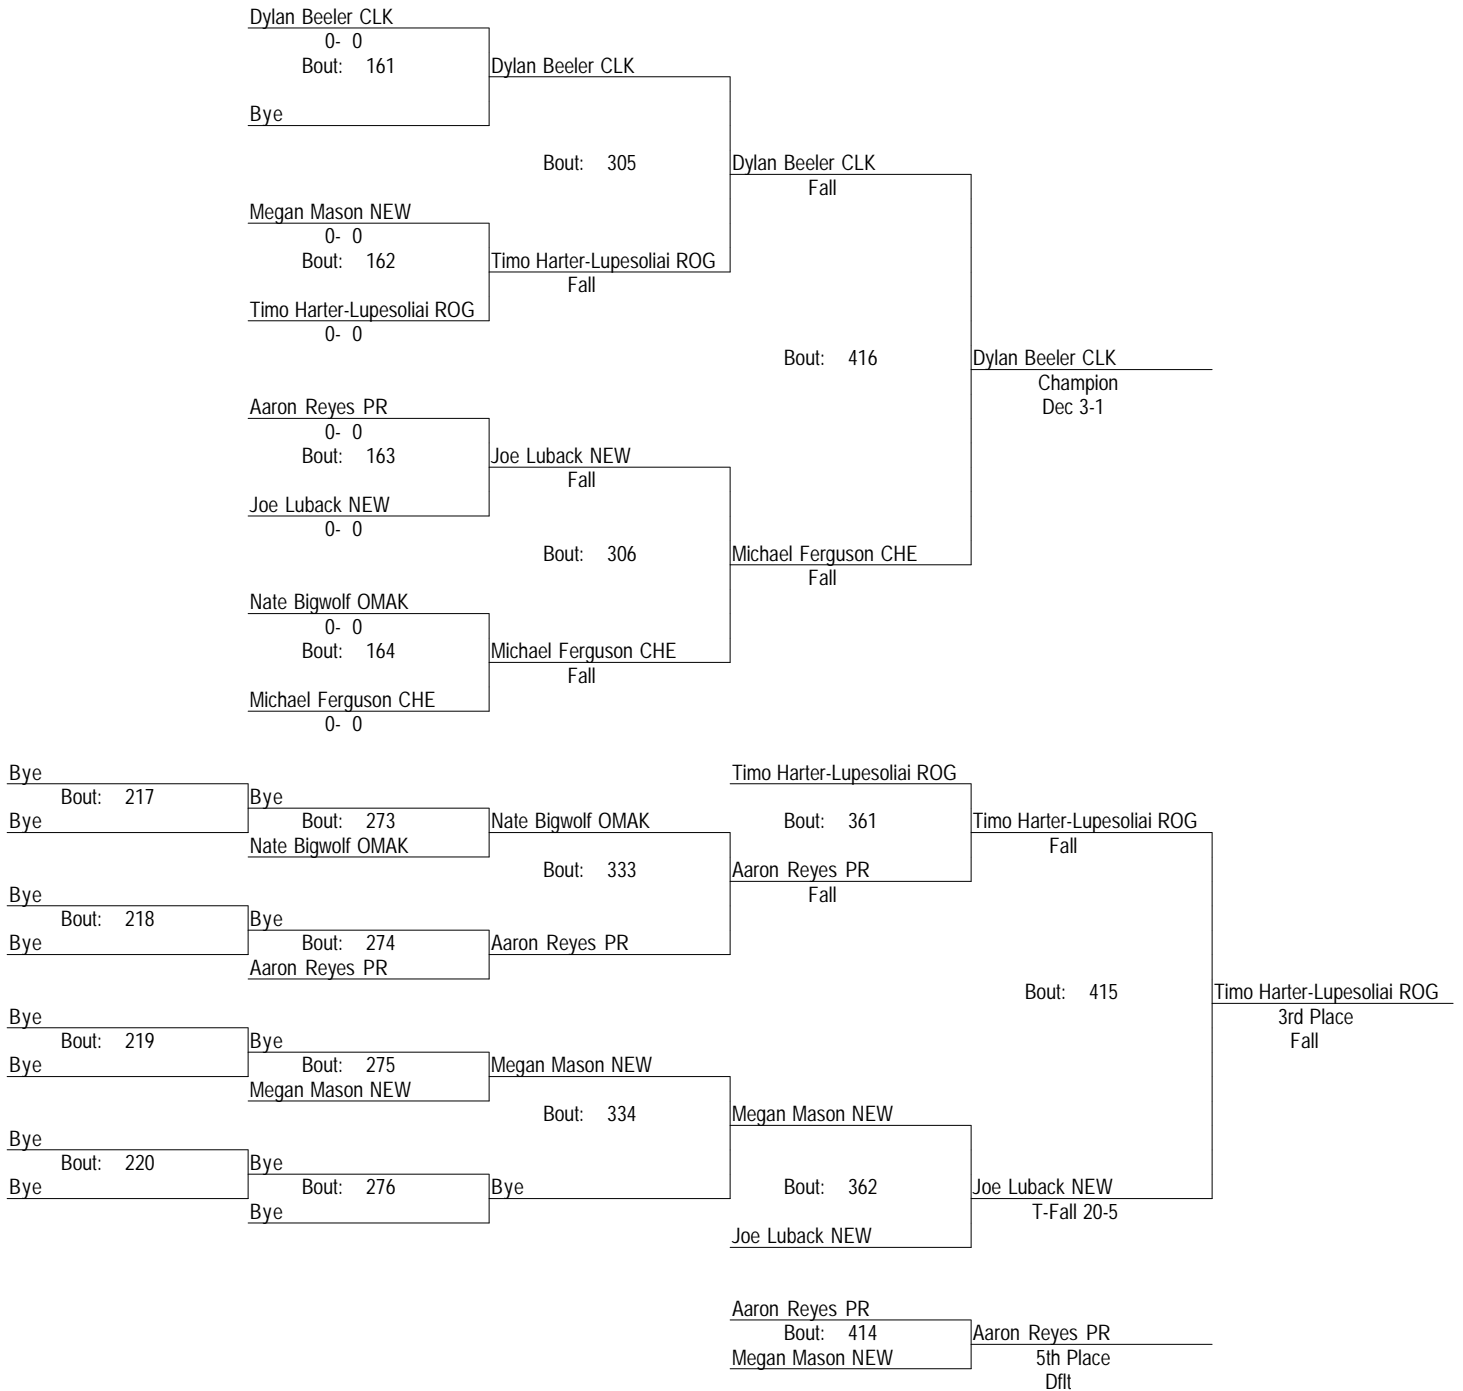 Dylan Beeler CLK
0- 0
Bout: 161
Dylan Beeler CLK
Bye
Bout: 305
Dylan Beeler CLK
Fall
Megan Mason NEW
0- 0
Bout: 162
Timo Harter-Lupesoliai ROG
Fall
Timo Harter-Lupesoliai ROG
0- 0
Bout: 416
Dylan Beeler CLK
Champion
Dec 3-1
Aaron Reyes PR
0- 0
Bout: 163
Joe Luback NEW
Fall
Joe Luback NEW
0- 0
Bout: 306
Michael Ferguson CHE
Fall
Nate Bigwolf OMAK
0- 0
Bout: 164
Michael Ferguson CHE
Fall
Michael Ferguson CHE
0- 0
Bye
Bout: 217
Bye
Bye
Bout: 273
Nate Bigwolf OMAK
Nate Bigwolf OMAK
Bout: 333
Timo Harter-Lupesoliai ROG
Bout: 361
Timo Harter-Lupesoliai ROG
Fall
Aaron Reyes PR
Fall
Bye
Bout: 218
Bye
Bye
Bout: 274
Aaron Reyes PR
Aaron Reyes PR
Bout: 415
Timo Harter-Lupesoliai ROG
3rd Place
Fall
Bye
Bout: 219
Bye
Bye
Bout: 275
Megan Mason NEW
Megan Mason NEW
Bout: 334
Megan Mason NEW
Bye
Bout: 220
Bye
Bye
Bout: 276
Bye
Bye
Bout: 362
Joe Luback NEW
T-Fall 20-5
Joe Luback NEW
Aaron Reyes PR
Bout: 414
Megan Mason NEW
Aaron Reyes PR
5th Place
Dflt